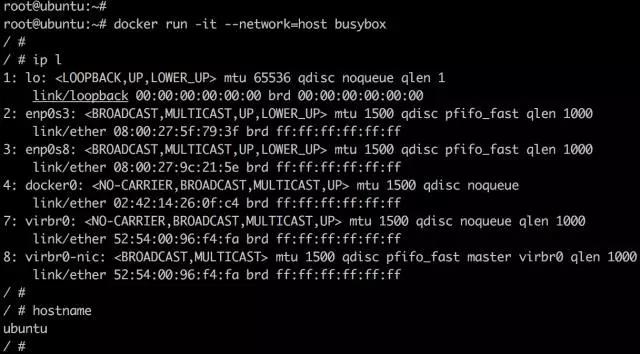 root@ubuntu:~#
root@ubuntu:~# docker run -it --network=host busybox
/ #
/ # ip l
1: lo: <LOOPBACK,UP,LOWER_UP> mtu 65536 qdisc noqueue qlen 1
    link/loopback 00:00:00:00:00:00 brd 00:00:00:00:00:00
2: enp0s3: <BROADCAST,MULTICAST,UP,LOWER_UP> mtu 1500 qdisc pfifo_fast qlen 1000
    link/ether 08:00:27:5f:79:3f brd ff:ff:ff:ff:ff:ff
3: enp0s8: <BROADCAST,MULTICAST,UP,LOWER_UP> mtu 1500 qdisc pfifo_fast qlen 1000
    link/ether 08:00:27:9c:21:5e brd ff:ff:ff:ff:ff:ff
4: docker0: <NO-CARRIER,BROADCAST,MULTICAST,UP> mtu 1500 qdisc noqueue
    link/ether 02:42:14:26:0f:c4 brd ff:ff:ff:ff:ff:ff
7: virbr0: <NO-CARRIER,BROADCAST,MULTICAST,UP> mtu 1500 qdisc noqueue qlen 1000
    link/ether 52:54:00:96:f4:fa brd ff:ff:ff:ff:ff:ff
8: virbr0-nic: <BROADCAST,MULTICAST> mtu 1500 qdisc pfifo_fast master virbr0 qlen 1000
    link/ether 52:54:00:96:f4:fa brd ff:ff:ff:ff:ff:ff
/ #
/ # hostname
ubuntu
/ #